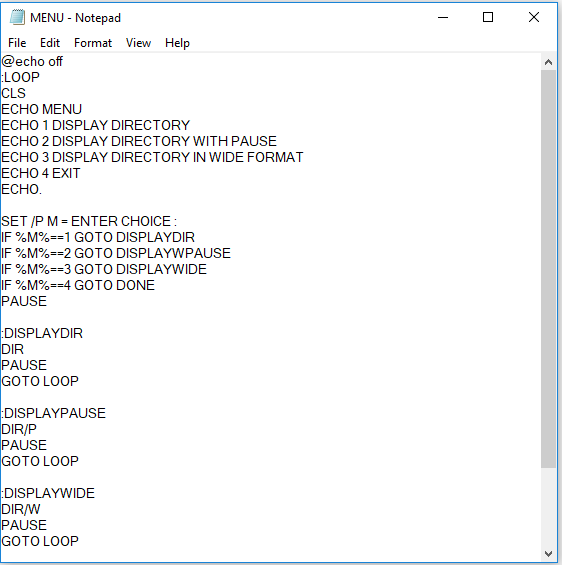 MENU - Notepad
File Edit Format View Help
@echo off
:LOOP
CLS
ECHO MENU
ECHO 1 DISPLAY DIRECTORY
ECHO 2 DISPLAY DIRECTORY WITH PAUSE
ECHO 3 DISPLAY DIRECTORY IN WIDE FORMAT
ECHO 4 EXIT
ECHO.

SET /P M = ENTER CHOICE :
IF %M%==1 GOTO DISPLAYDIR
IF %M%==2 GOTO DISPLAYWPAUSE
IF %M%==3 GOTO DISPLAYWIDE
IF %M%==4 GOTO DONE
PAUSE

:DISPLAYDIR
DIR
PAUSE
GOTO LOOP

:DISPLAYPAUSE
DIR/P
PAUSE
GOTO LOOP

:DISPLAYWIDE
DIR/W
PAUSE
GOTO LOOP